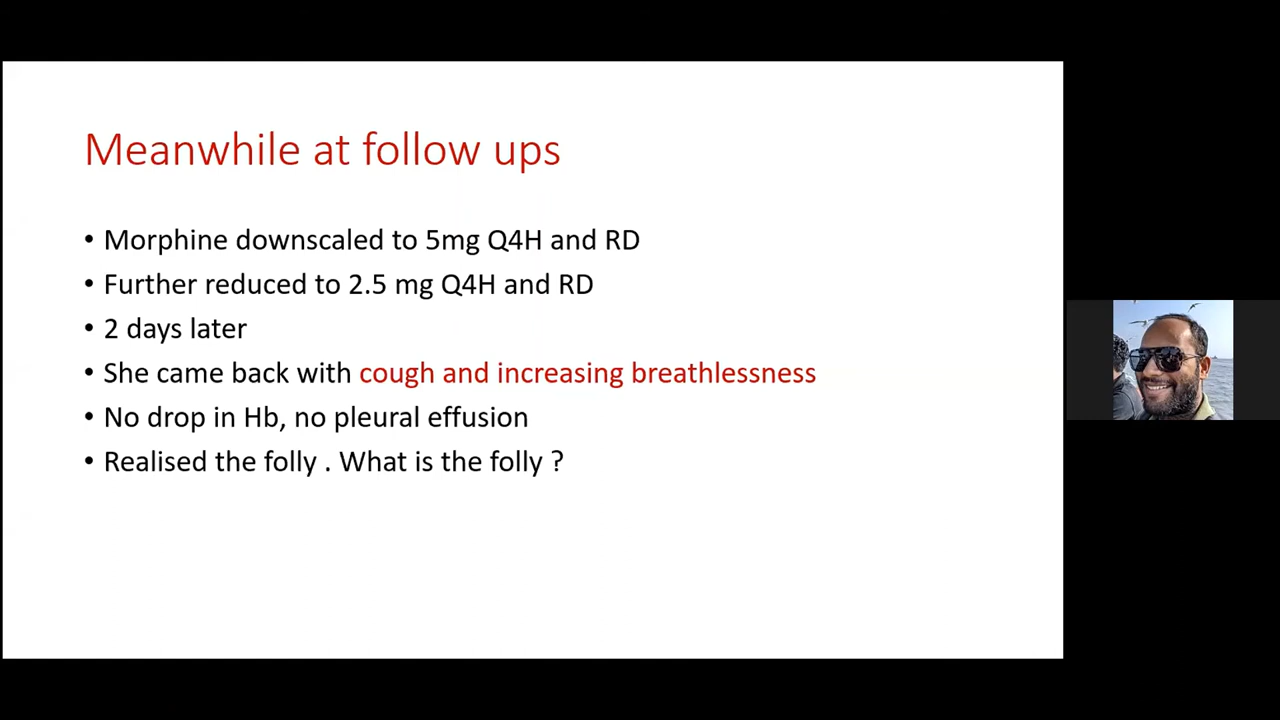 Meanwhile at follow ups
• Morphine downscaled to 5mg Q4H and RD
• Further reduced to 2.5 mg Q4H and RD
• 2 days later
• She came back with cough and increasing breathlessness
• No drop in Hb, no pleural effusion
• Realised the folly . What is the folly ?